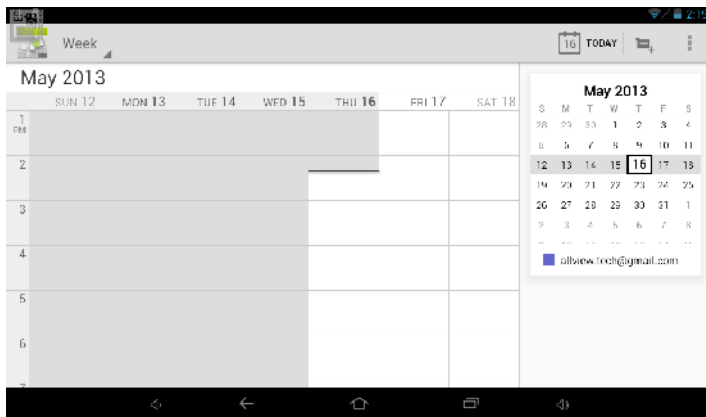 2:15
Week
16 TODAY
May 2013
SUN 12 MON 13 TUE 14 WED 15 THU 16 FRI 17 SAT 18
1
PM
2
3
4
5
6
7
May 2013
S M T W T F S
28 29 30 1 2 3 4
5 6 7 8 9 10 11
12 13 14 15 16 17 18
19 20 21 22 23 24 25
26 27 28 29 30 31 1
2 3 4 5 6 7 8
allview.tech@gmail.com